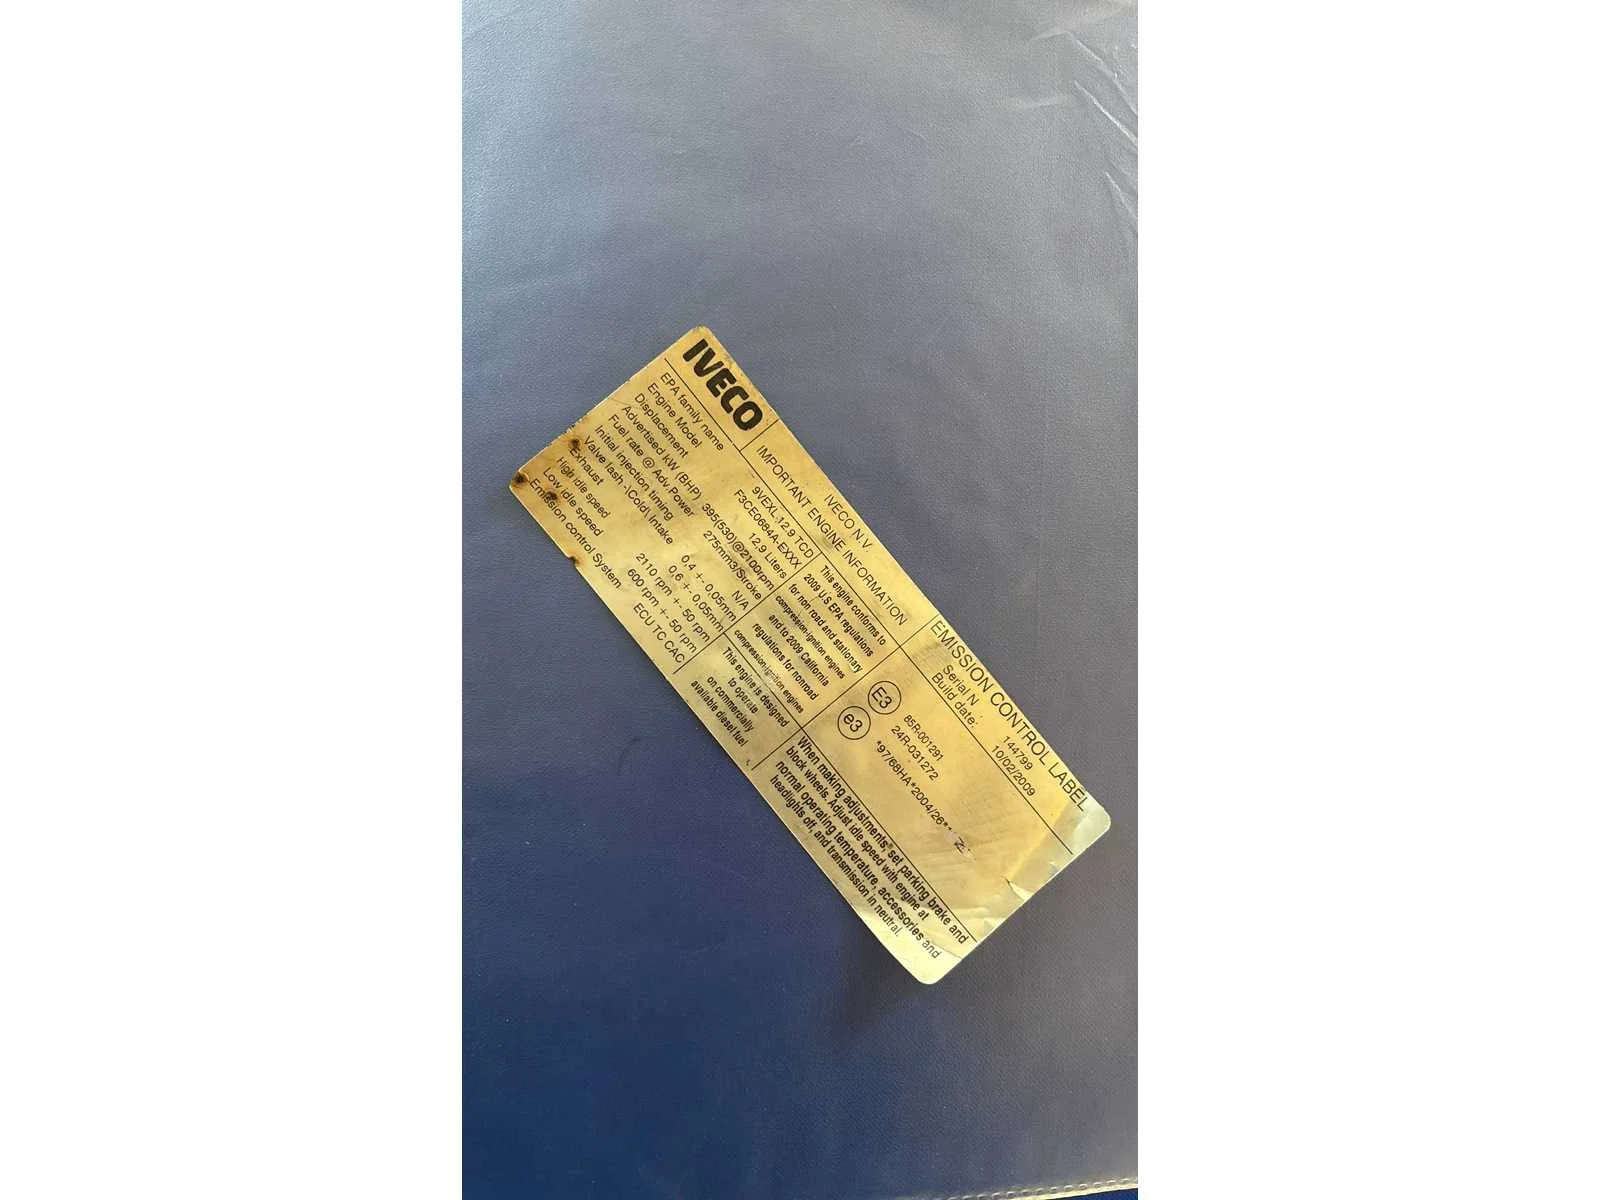 IVECO
IVECO N.V.
IMPORTANT ENGINE INFORMATION
EMISSION CONTROL LABEL
EPA family name 9VEXL12.9 TCD
Engine Model F3CE0684A-EXXX
Displacement 12,9 Liters
Advertised kW (BHP) 395(530)@2100rpm
Fuel rate @ Adv.Power 275mm3/Stroke
Initial injection timing N/A
Valve lash -\Cold\ Intake 0,4 +- 0,05mm
Exhaust 0,6 +- 0,05mm
High idle speed 2110 rpm +- 50 rpm
Low idle speed 600 rpm +- 50 rpm
Emission control System ECU TC CAC
This engine conforms to
2009 U.S EPA regulations
for non road and stationary
compression-ignition engines
and to 2009 California
regulations for nonroad
compression-ignition engines
This engine is designed
to operate
on commercially
available diesel fuel
Serial N : 144799
Build date: 10/02/2009
E3 85R-001291
24R-031272
e3 *97/68HA*2004/26*
When making adjustments, set parking brake and
block wheels. Adjust idle speed with engine at
normal operating temperature, accessories and
headlights off, and transmission in neutral.